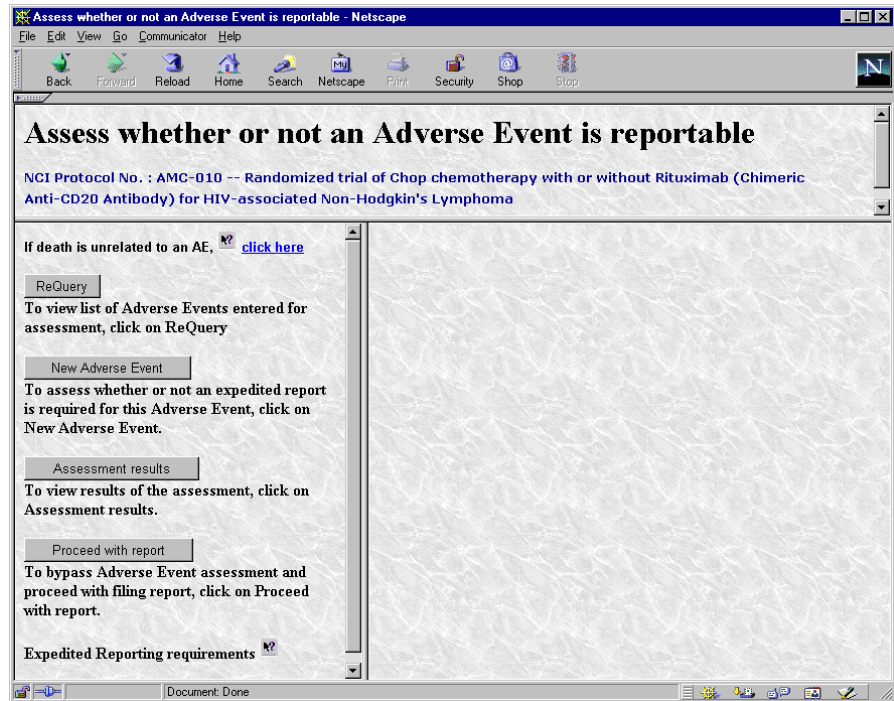 Assess whether or not an Adverse Event is reportable - Netscape
File Edit View Go Communicator Help
Back Forward Reload Home Search Netscape Print Security Shop Stop
My
N
Assess whether or not an Adverse Event is reportable
NCI Protocol No. : AMC-010 -- Randomized trial of Chop chemotherapy with or without Rituximab (Chimeric
Anti-CD20 Antibody) for HIV-associated Non-Hodgkin's Lymphoma
If death is unrelated to an AE, click here
ReQuery
To view list of Adverse Events entered for
assessment, click on ReQuery
New Adverse Event
To assess whether or not an expedited report
is required for this Adverse Event, click on
New Adverse Event.
Assessment results
To view results of the assessment, click on
Assessment results.
Proceed with report
To bypass Adverse Event assessment and
proceed with filing report, click on Proceed
with report.
Expedited Reporting requirements
Document: Done